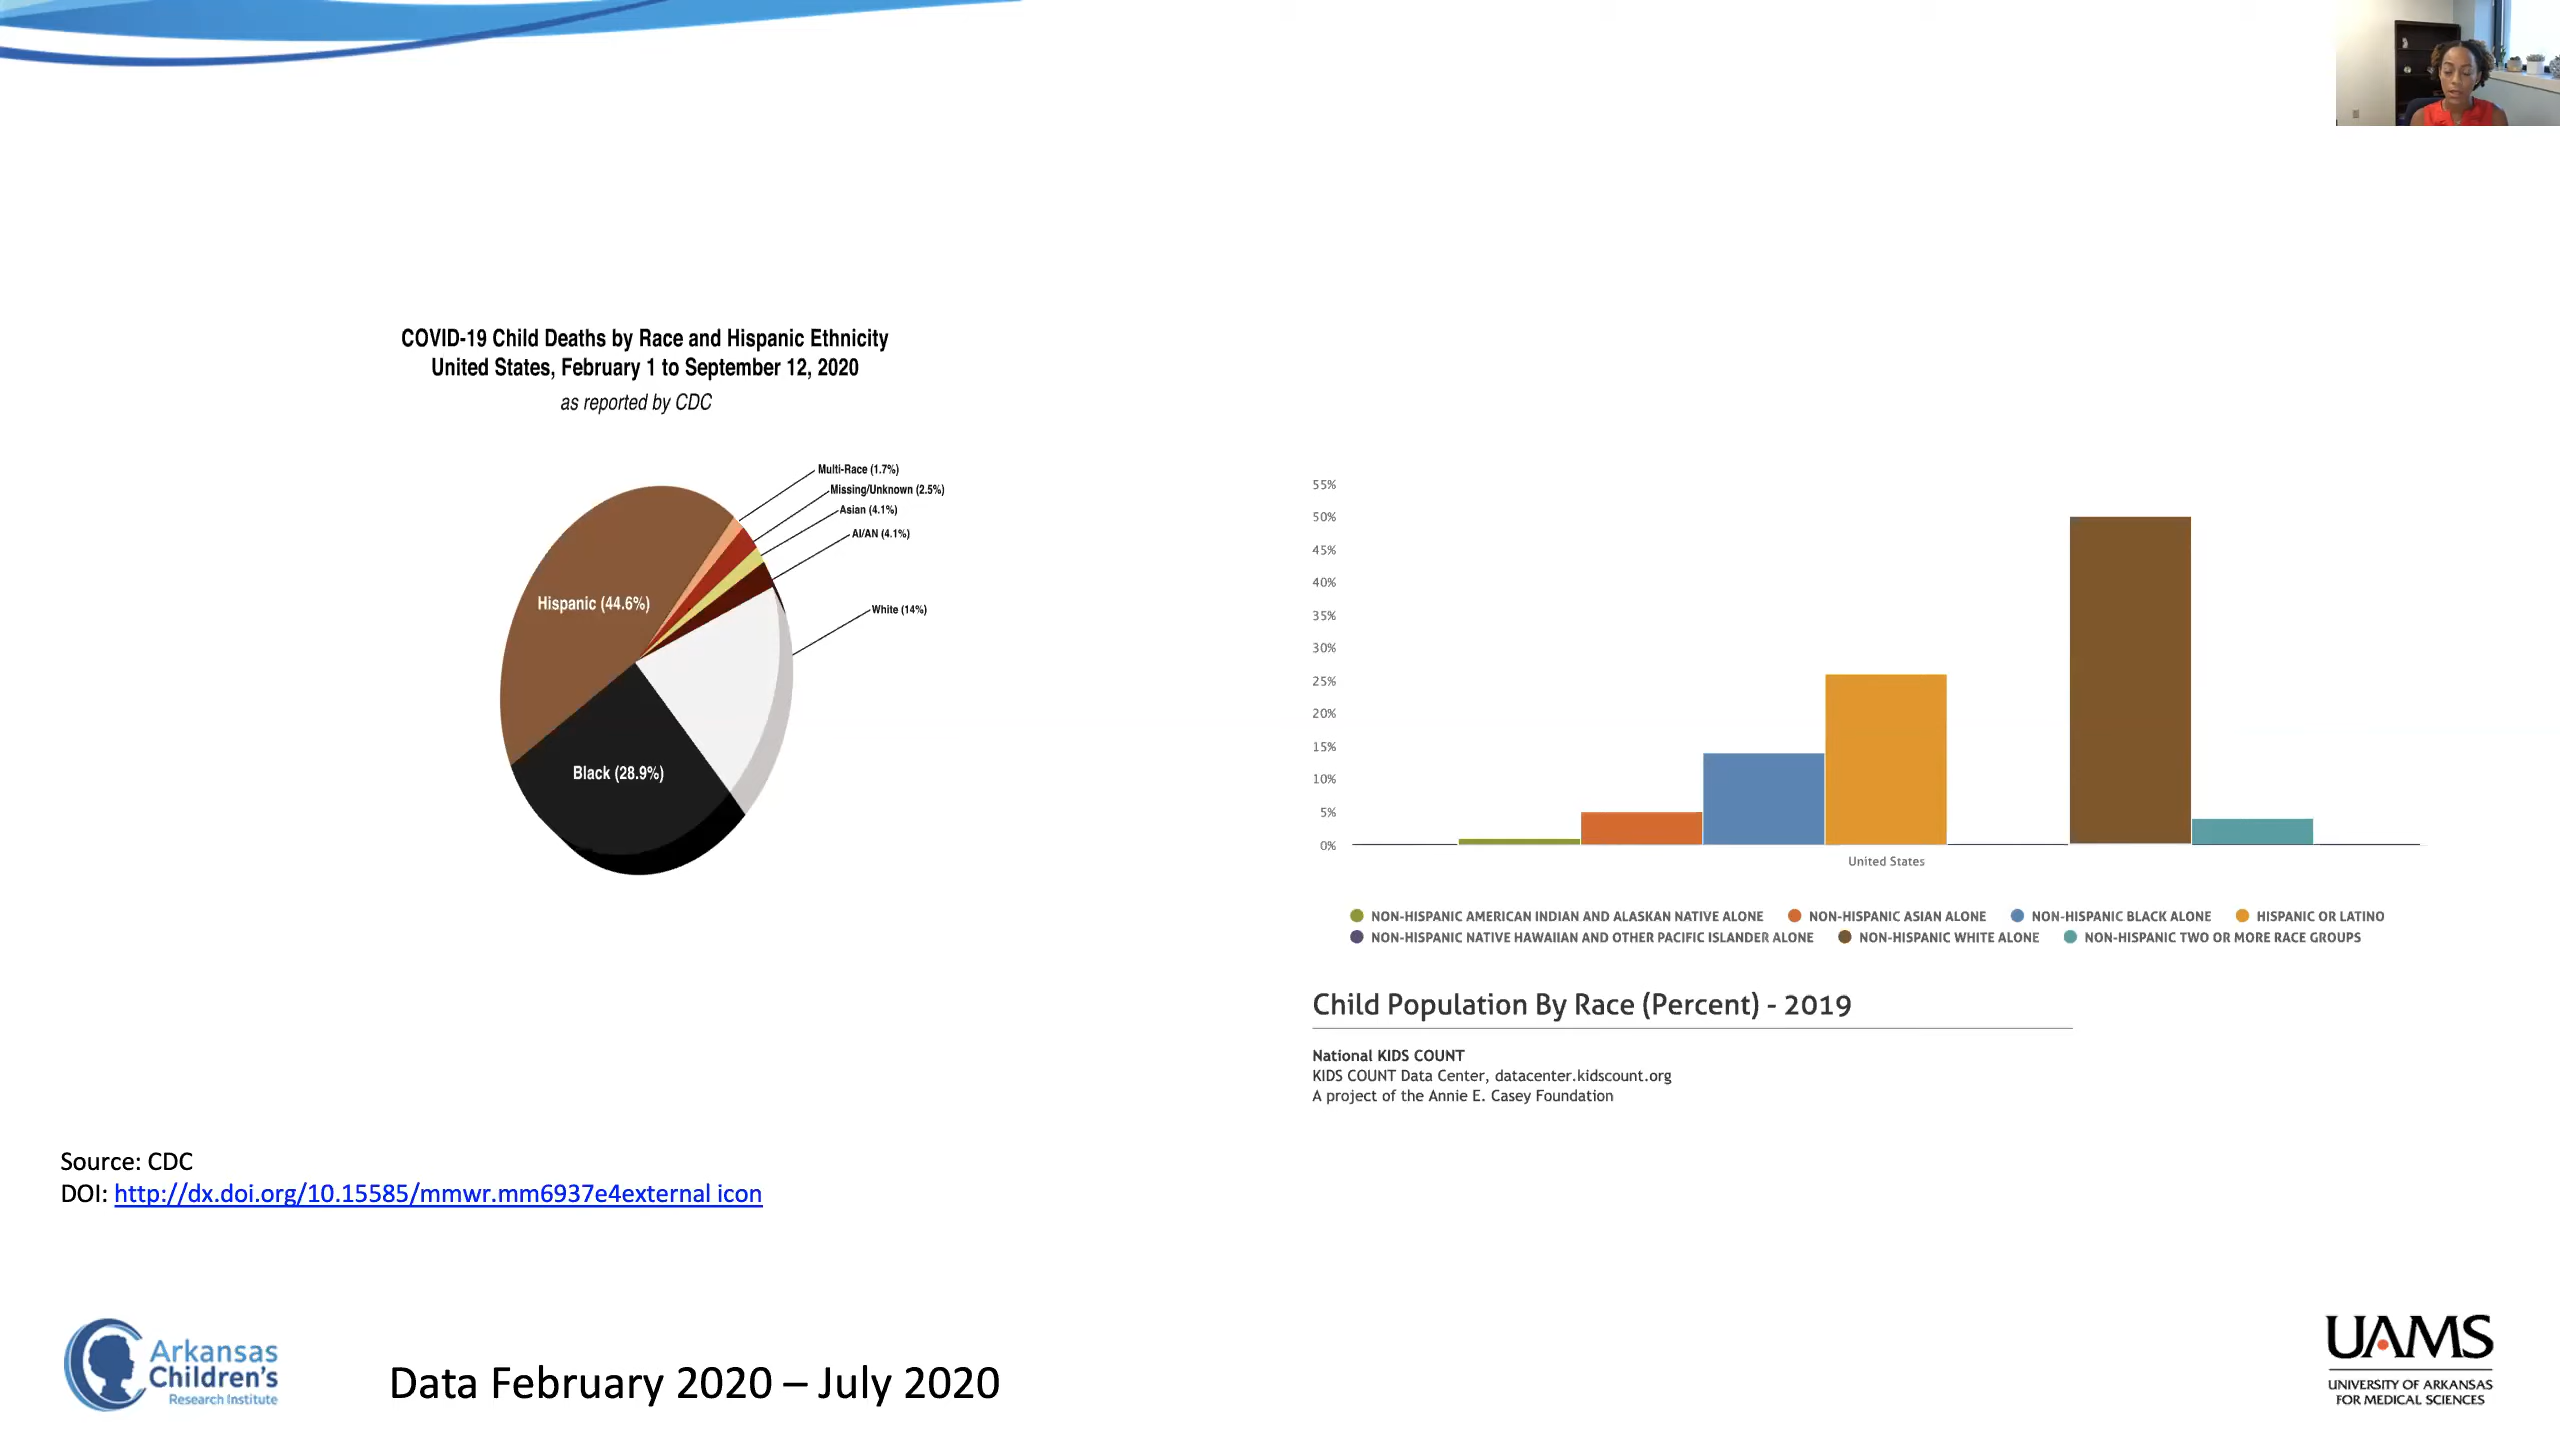 COVID-19 Child Deaths by Race and Hispanic Ethnicity
United States, February 1 to September 12, 2020
as reported by CDC
Multi-Race (1.7%)
Missing/Unknown (2.5%)
Asian (4.1%)
AI/AN (4.1%)
Hispanic (44.6%)
White (14%)
Black (28.9%)
55%
50%
45%
40%
35%
30%
25%
20%
15%
10%
5%
0%
United States
NON-HISPANIC AMERICAN INDIAN AND ALASKAN NATIVE ALONE NON-HISPANIC ASIAN ALONE NON-HISPANIC BLACK ALONE HISPANIC OR LATINO
NON-HISPANIC NATIVE HAWAIIAN AND OTHER PACIFIC ISLANDER ALONE NON-HISPANIC WHITE ALONE NON-HISPANIC TWO OR MORE RACE GROUPS
Child Population By Race (Percent) - 2019
National KIDS COUNT
KIDS COUNT Data Center, datacenter.kidscount.org
A project of the Annie E. Casey Foundation
Source: CDC
DOI: http://dx.doi.org/10.15585/mmwr.mm6937e4external icon
Arkansas
Children's
Research Institute
Data February 2020 – July 2020
UAMS
UNIVERSITY OF ARKANSAS
FOR MEDICAL SCIENCES